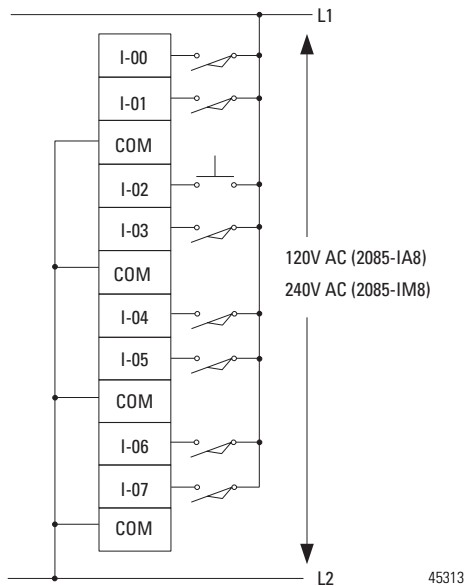 L1
I-00
I-01
COM
I-02
I-03
COM
120V AC (2085-IA8)
240V AC (2085-IM8)
I-04
I-05
COM
I-06
I-07
COM
L2
45313